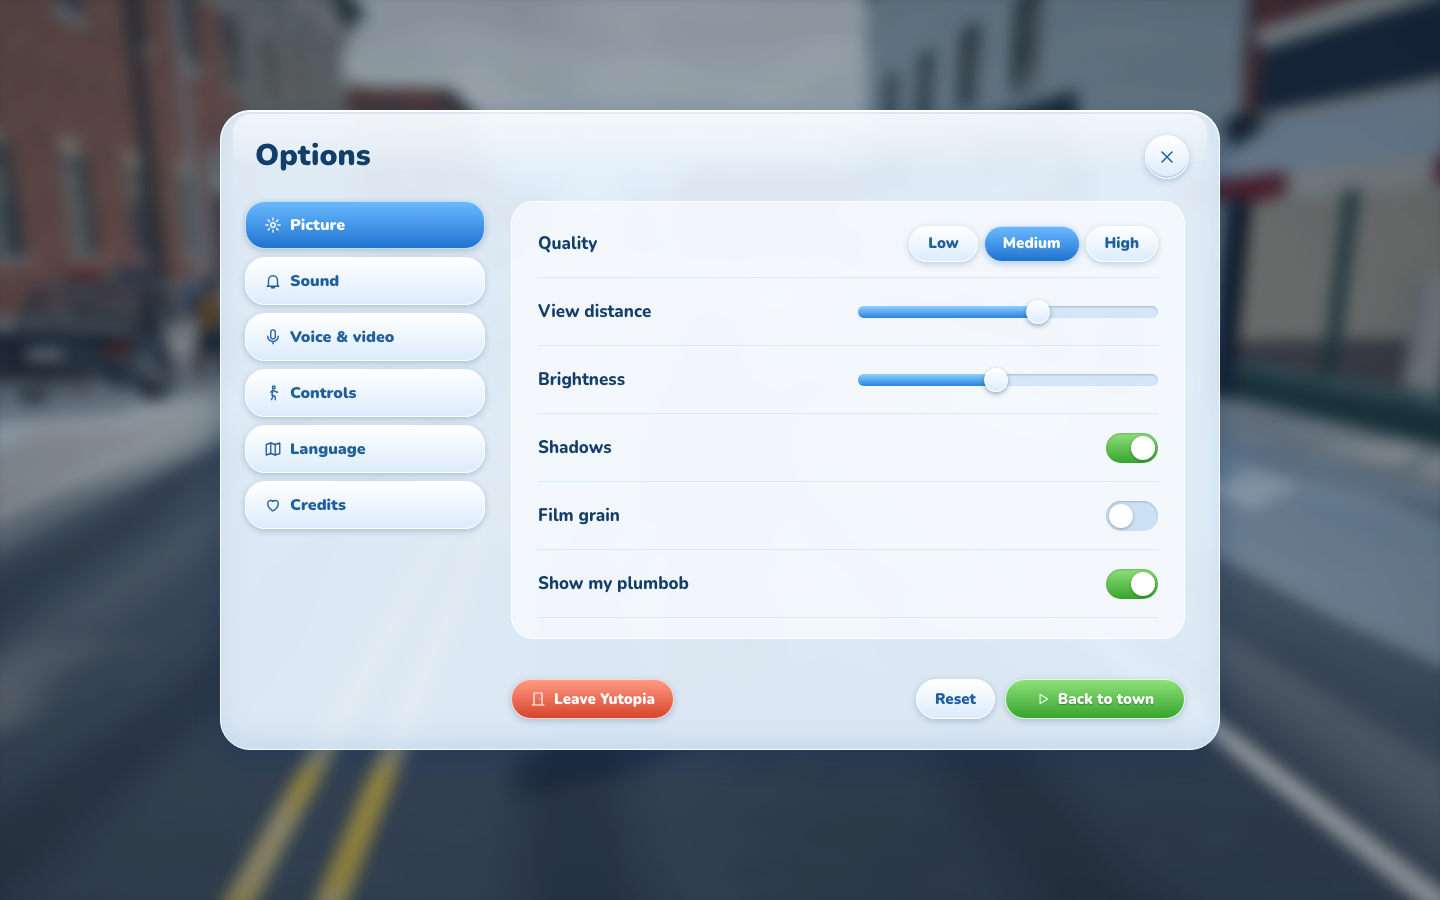 Options
Picture
Sound
Voice & video
Controls
Language
Credits
Quality
Low
Medium
High
View distance
Brightness
Shadows
Film grain
Show my plumbob
Leave Yutopia
Reset
Back to town